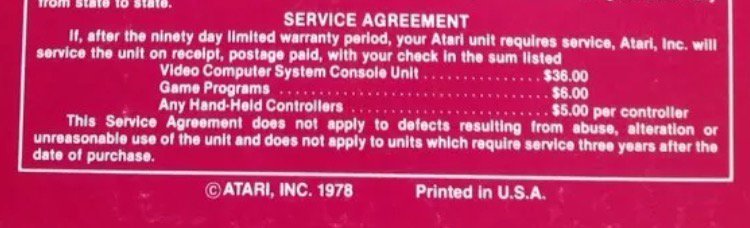 from state to state.
SERVICE AGREEMENT
If, after the ninety day limited warranty period, your Atari unit requires service, Atari, Inc. will
service the unit on receipt, postage paid, with your check in the sum listed
Video Computer System Console Unit ............. $36.00
Game Programs ............................. $6.00
Any Hand-Held Controllers ..................... $5.00 per controller
This Service Agreement does not apply to defects resulting from abuse, alteration or
unreasonable use of the unit and does not apply to units which require service three years after the
date of purchase.
© ATARI, INC. 1978 Printed in U.S.A.